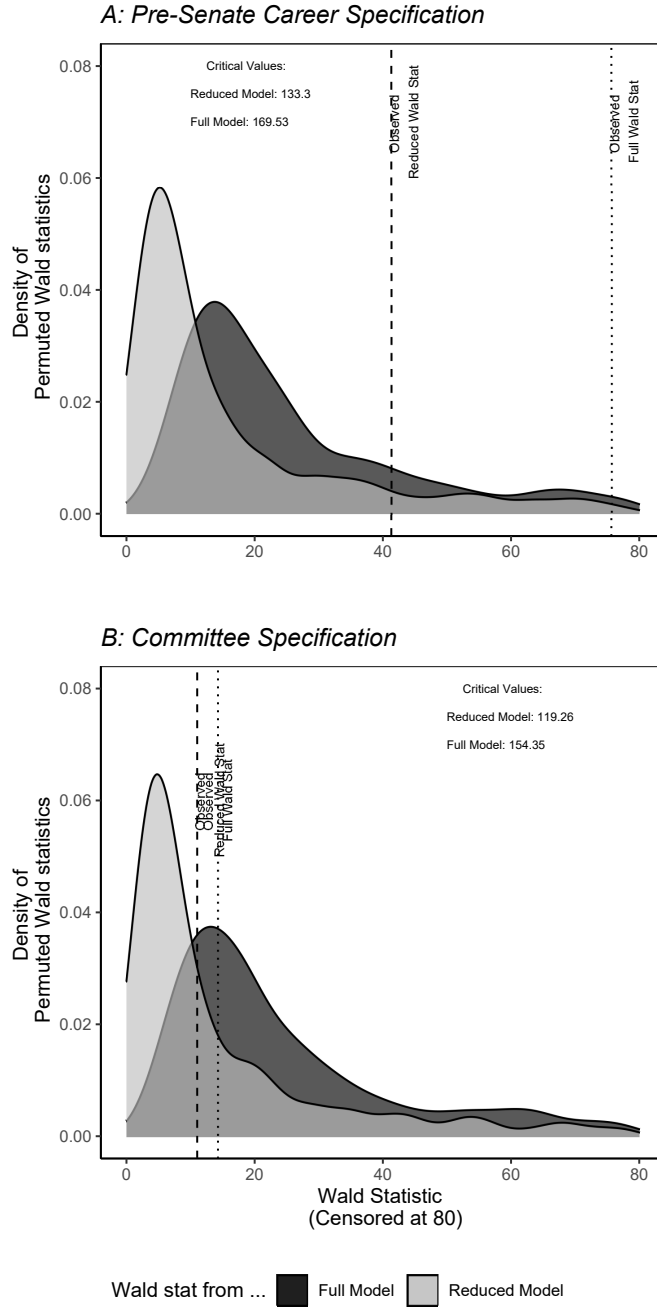 A: Pre-Senate Career Specification
Critical Values:
Reduced Model: 133.3
Full Model: 169.53
Observed
Reduced Wald Stat
Observed
Full Wald Stat
Density of
Permuted Wald statistics
0.08
0.06
0.04
0.02
0.00
0
20
40
60
80
B: Committee Specification
Critical Values:
Reduced Model: 119.26
Full Model: 154.35
Observed
Reduced Wald Stat
Observed
Full Wald Stat
Density of
Permuted Wald statistics
0.08
0.06
0.04
0.02
0.00
0
20
40
60
80
Wald Statistic
(Censored at 80)
Wald stat from ... Full Model Reduced Model